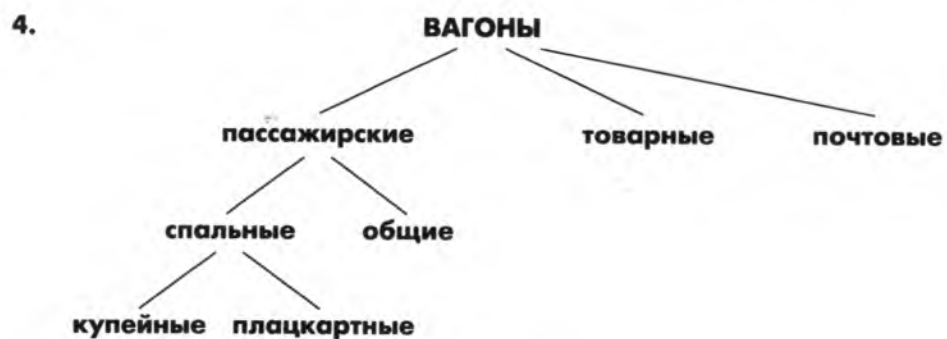 4. ВАГОНЫ
пассажирские товарные почтовые
спальные общие
купейные плацкартные